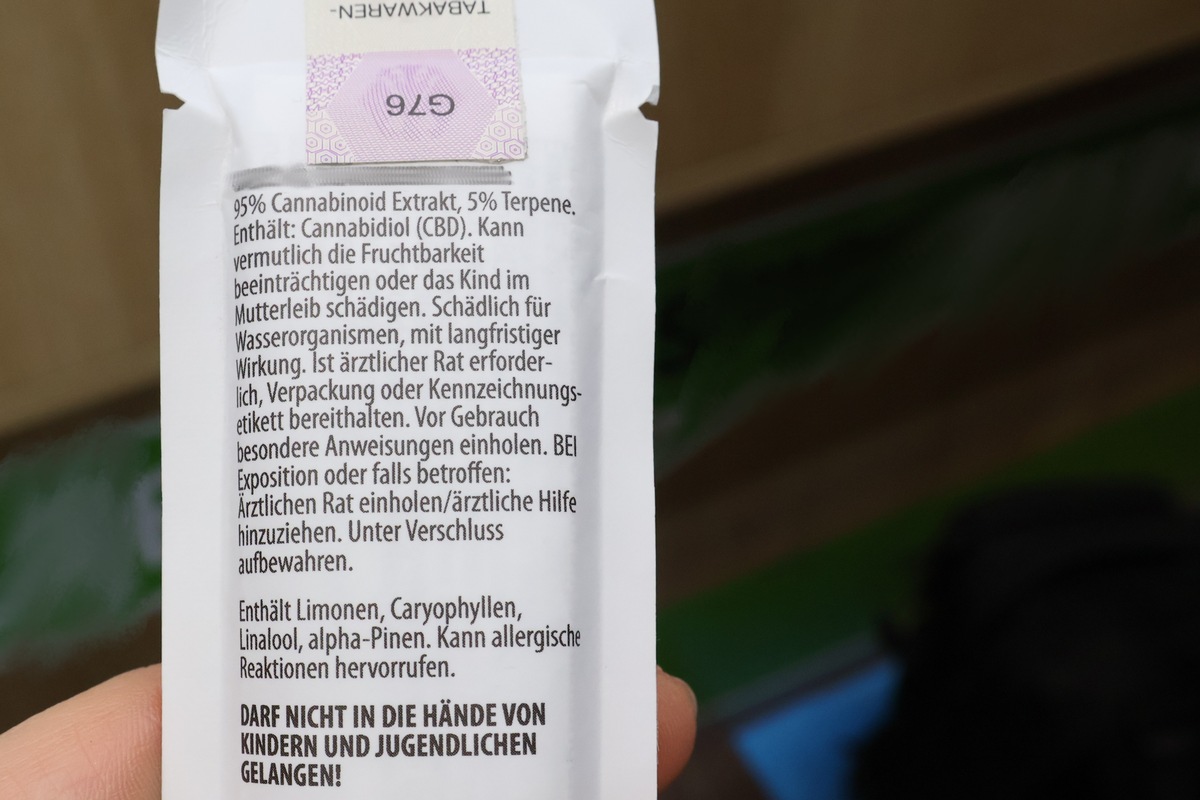 TABAKWAREN-
G76
95% Cannabinoid Extrakt, 5% Terpene.
Enthält: Cannabidiol (CBD). Kann
vermutlich die Fruchtbarkeit
beeinträchtigen oder das Kind im
Mutterleib schädigen. Schädlich für
Wasserorganismen, mit langfristiger
Wirkung. Ist ärztlicher Rat erforder-
lich, Verpackung oder Kennzeichnungs-
etikett bereithalten. Vor Gebrauch
besondere Anweisungen einholen. BEI
Exposition oder falls betroffen:
Ärztlichen Rat einholen/ärztliche Hilfe
hinzuziehen. Unter Verschluss
aufbewahren.
Enthält Limonen, Caryophyllen,
Linalool, alpha-Pinen. Kann allergische
Reaktionen hervorrufen.
DARF NICHT IN DIE HÄNDE VON
KINDERN UND JUGENDLICHEN
GELANGEN!